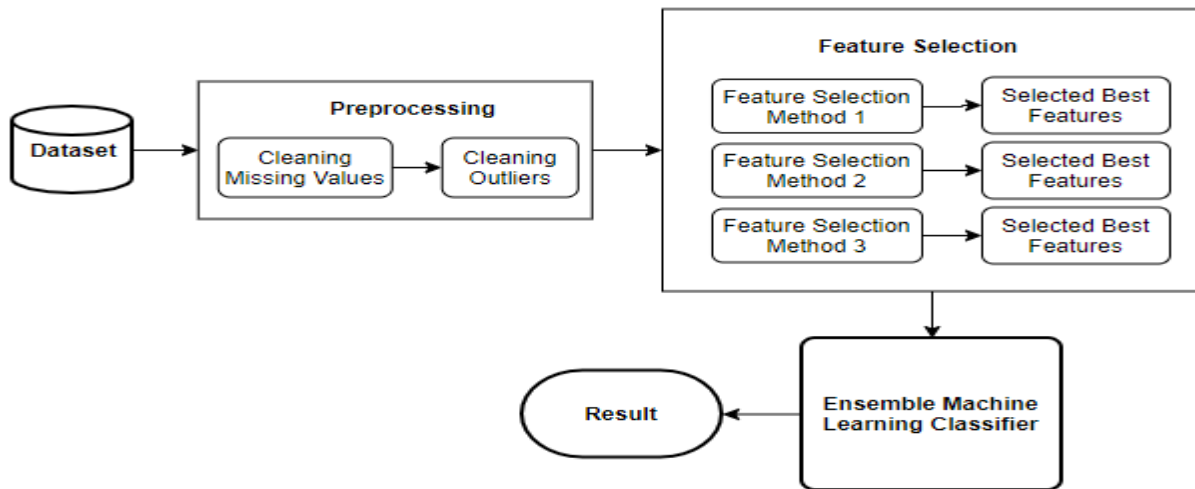 Dataset
Preprocessing
Cleaning
Missing Values
Cleaning
Outliers
Feature Selection
Feature Selection
Method 1
Selected Best
Features
Feature Selection
Method 2
Selected Best
Features
Feature Selection
Method 3
Selected Best
Features
Ensemble Machine
Learning Classifier
Result